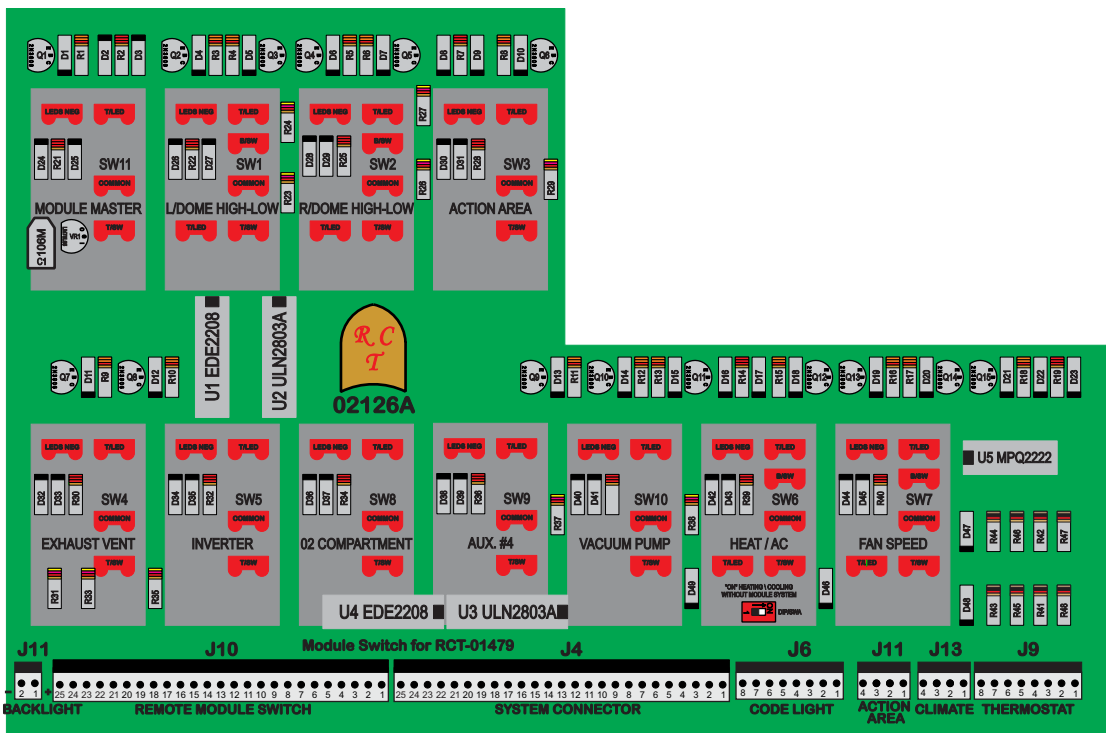 Q1 D1 R1 D2 R2 D3 Q2 D4 R3 R4 D5 Q3 Q4 D6 R5 R6 D7 Q5 D8 R7 D9 R8 D10 Q6
LEDS NEG T/LED LEDS NEG T/LED LEDS NEG T/LED LEDS NEG T/LED
R24 R27
B/SW B/SW
D24 R21 D25 D26 R22 D27 D28 D29 R25 D30 D31 R28
SW11 SW1 SW2 SW3
COMMON COMMON COMMON COMMON
R23 R26 R29
MODULE MASTER L/DOME HIGH-LOW R/DOME HIGH-LOW ACTION AREA
T/SW T/LED T/SW T/LED T/SW T/SW
Ω106M VR1
U1 EDE2208 U2 ULN2803A
R C
T
02126A
Q7 D11 R9 Q8 D12 R10
Q9 D13 R11 Q10 D14 R12 R13 D15 Q11 D16 R14 D17 R15 D18 Q12 Q13 D19 R16 R17 D20 Q14 Q15 D21 R18 D22 R19 D23
LEDS NEG T/LED LEDS NEG T/LED LEDS NEG T/LED LEDS NEG T/LED LEDS NEG T/LED LEDS NEG T/LED LEDS NEG T/LED
U5 MPQ2222
B/SW B/SW
D32 D33 R30 D34 D35 R32 D36 D37 R34 D38 D39 R36 D40 D41 D42 D43 R39 D44 D45 R40
SW4 SW5 SW8 SW9 SW10 SW6 SW7
COMMON COMMON COMMON COMMON COMMON COMMON COMMON
R37 R38
D47 R44 R46 R42 R47
EXHAUST VENT INVERTER 02 COMPARTMENT AUX. #4 VACUUM PUMP HEAT / AC FAN SPEED
T/SW T/SW T/SW T/SW T/SW T/LED T/SW T/LED T/SW
R31 R33 R35 D49 D46
"ON" HEATING \ COOLING
WITHOUT MODULE SYSTEM
1 ON DIPSWA
D48 R43 R45 R41 R48
U4 EDE2208 U3 ULN2803A
Module Switch for RCT-01479
J11 J10 J4 J6 J11 J13 J9
- 2 1 +
25 24 23 22 21 20 19 18 17 16 15 14 13 12 11 10 9 8 7 6 5 4 3 2 1
25 24 23 22 21 20 19 18 17 16 15 14 13 12 11 10 9 8 7 6 5 4 3 2 1
8 7 6 5 4 3 2 1
4 3 2 1
4 3 2 1
8 7 6 5 4 3 2 1
BACKLIGHT REMOTE MODULE SWITCH SYSTEM CONNECTOR CODE LIGHT ACTION
AREA CLIMATE THERMOSTAT